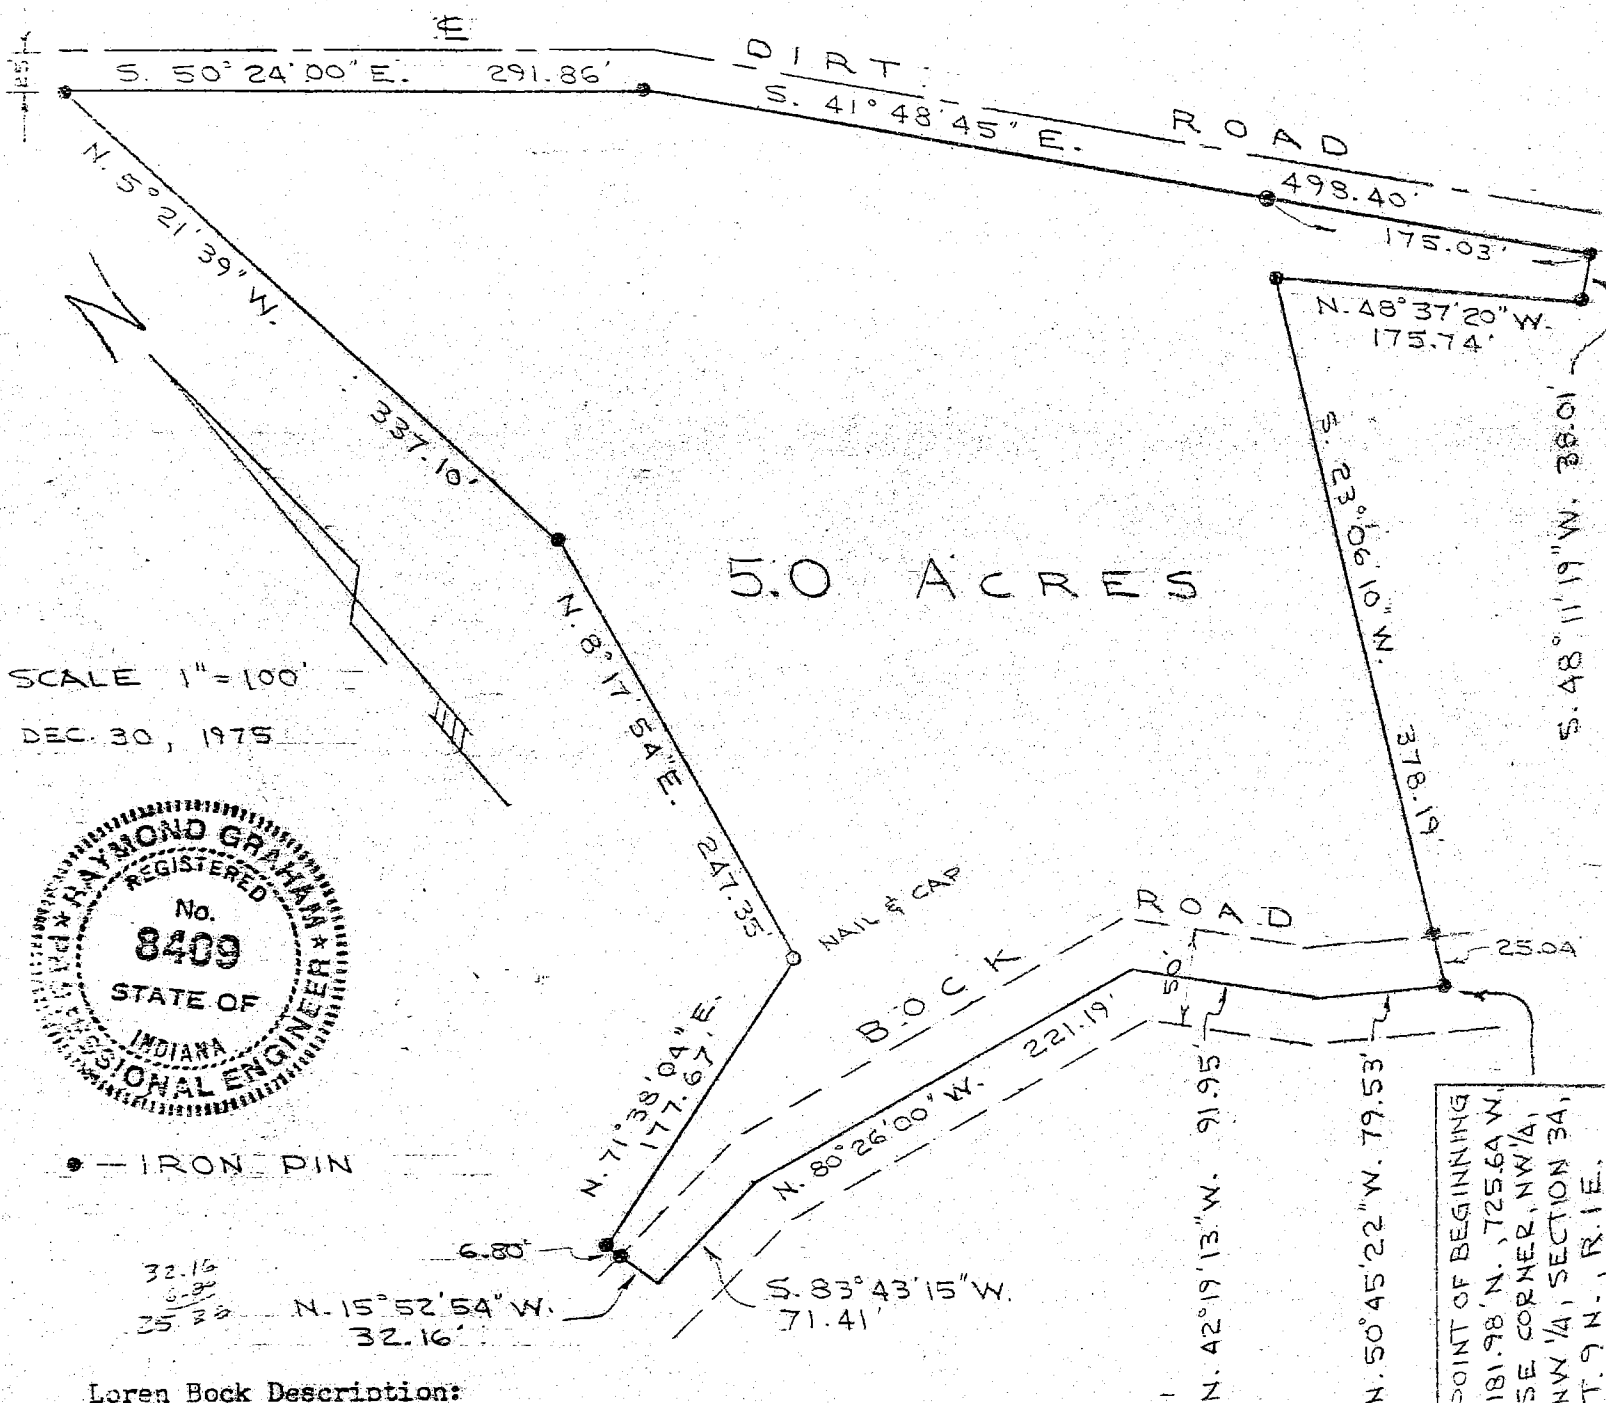 25'
℄
DIRT ROAD
S. 50° 24' 00" E. 291.86'
S. 41° 48' 45" E.
498.40'
175.03'
N. 5° 21' 39" W.
337.10'
N. 48° 37' 20" W.
175.74'
S. 48° 11' 19" W. 38.01'
S. 23° 06' 10" W. 378.19'
N
5.0 ACRES
N. 8° 17' 54" E. 247.35'
SCALE 1" = 100'
DEC. 30, 1975
RAYMOND GRAHAM
REGISTERED
No.
8409
STATE OF
INDIANA
PROFESSIONAL ENGINEER
NAIL & CAP
BOCK ROAD
50'
25.04'
N. 71° 38' 04" E.
177.67'
221.19'
N. 80° 26' 00" W.
N. 42° 19' 13" W. 91.95'
N. 50° 45' 22" W. 79.53'
POINT OF BEGINNING
181.98' N., 725.64' W.
SE CORNER, NW 1/4,
NW 1/4, SECTION 34,
T. 9 N., R. 1 E.
● — IRON PIN
6.80'
32.16
6.80
25 36
N. 15° 52' 54" W.
32.16'
S. 83° 43' 15" W.
71.41'
Loren Bock Description: